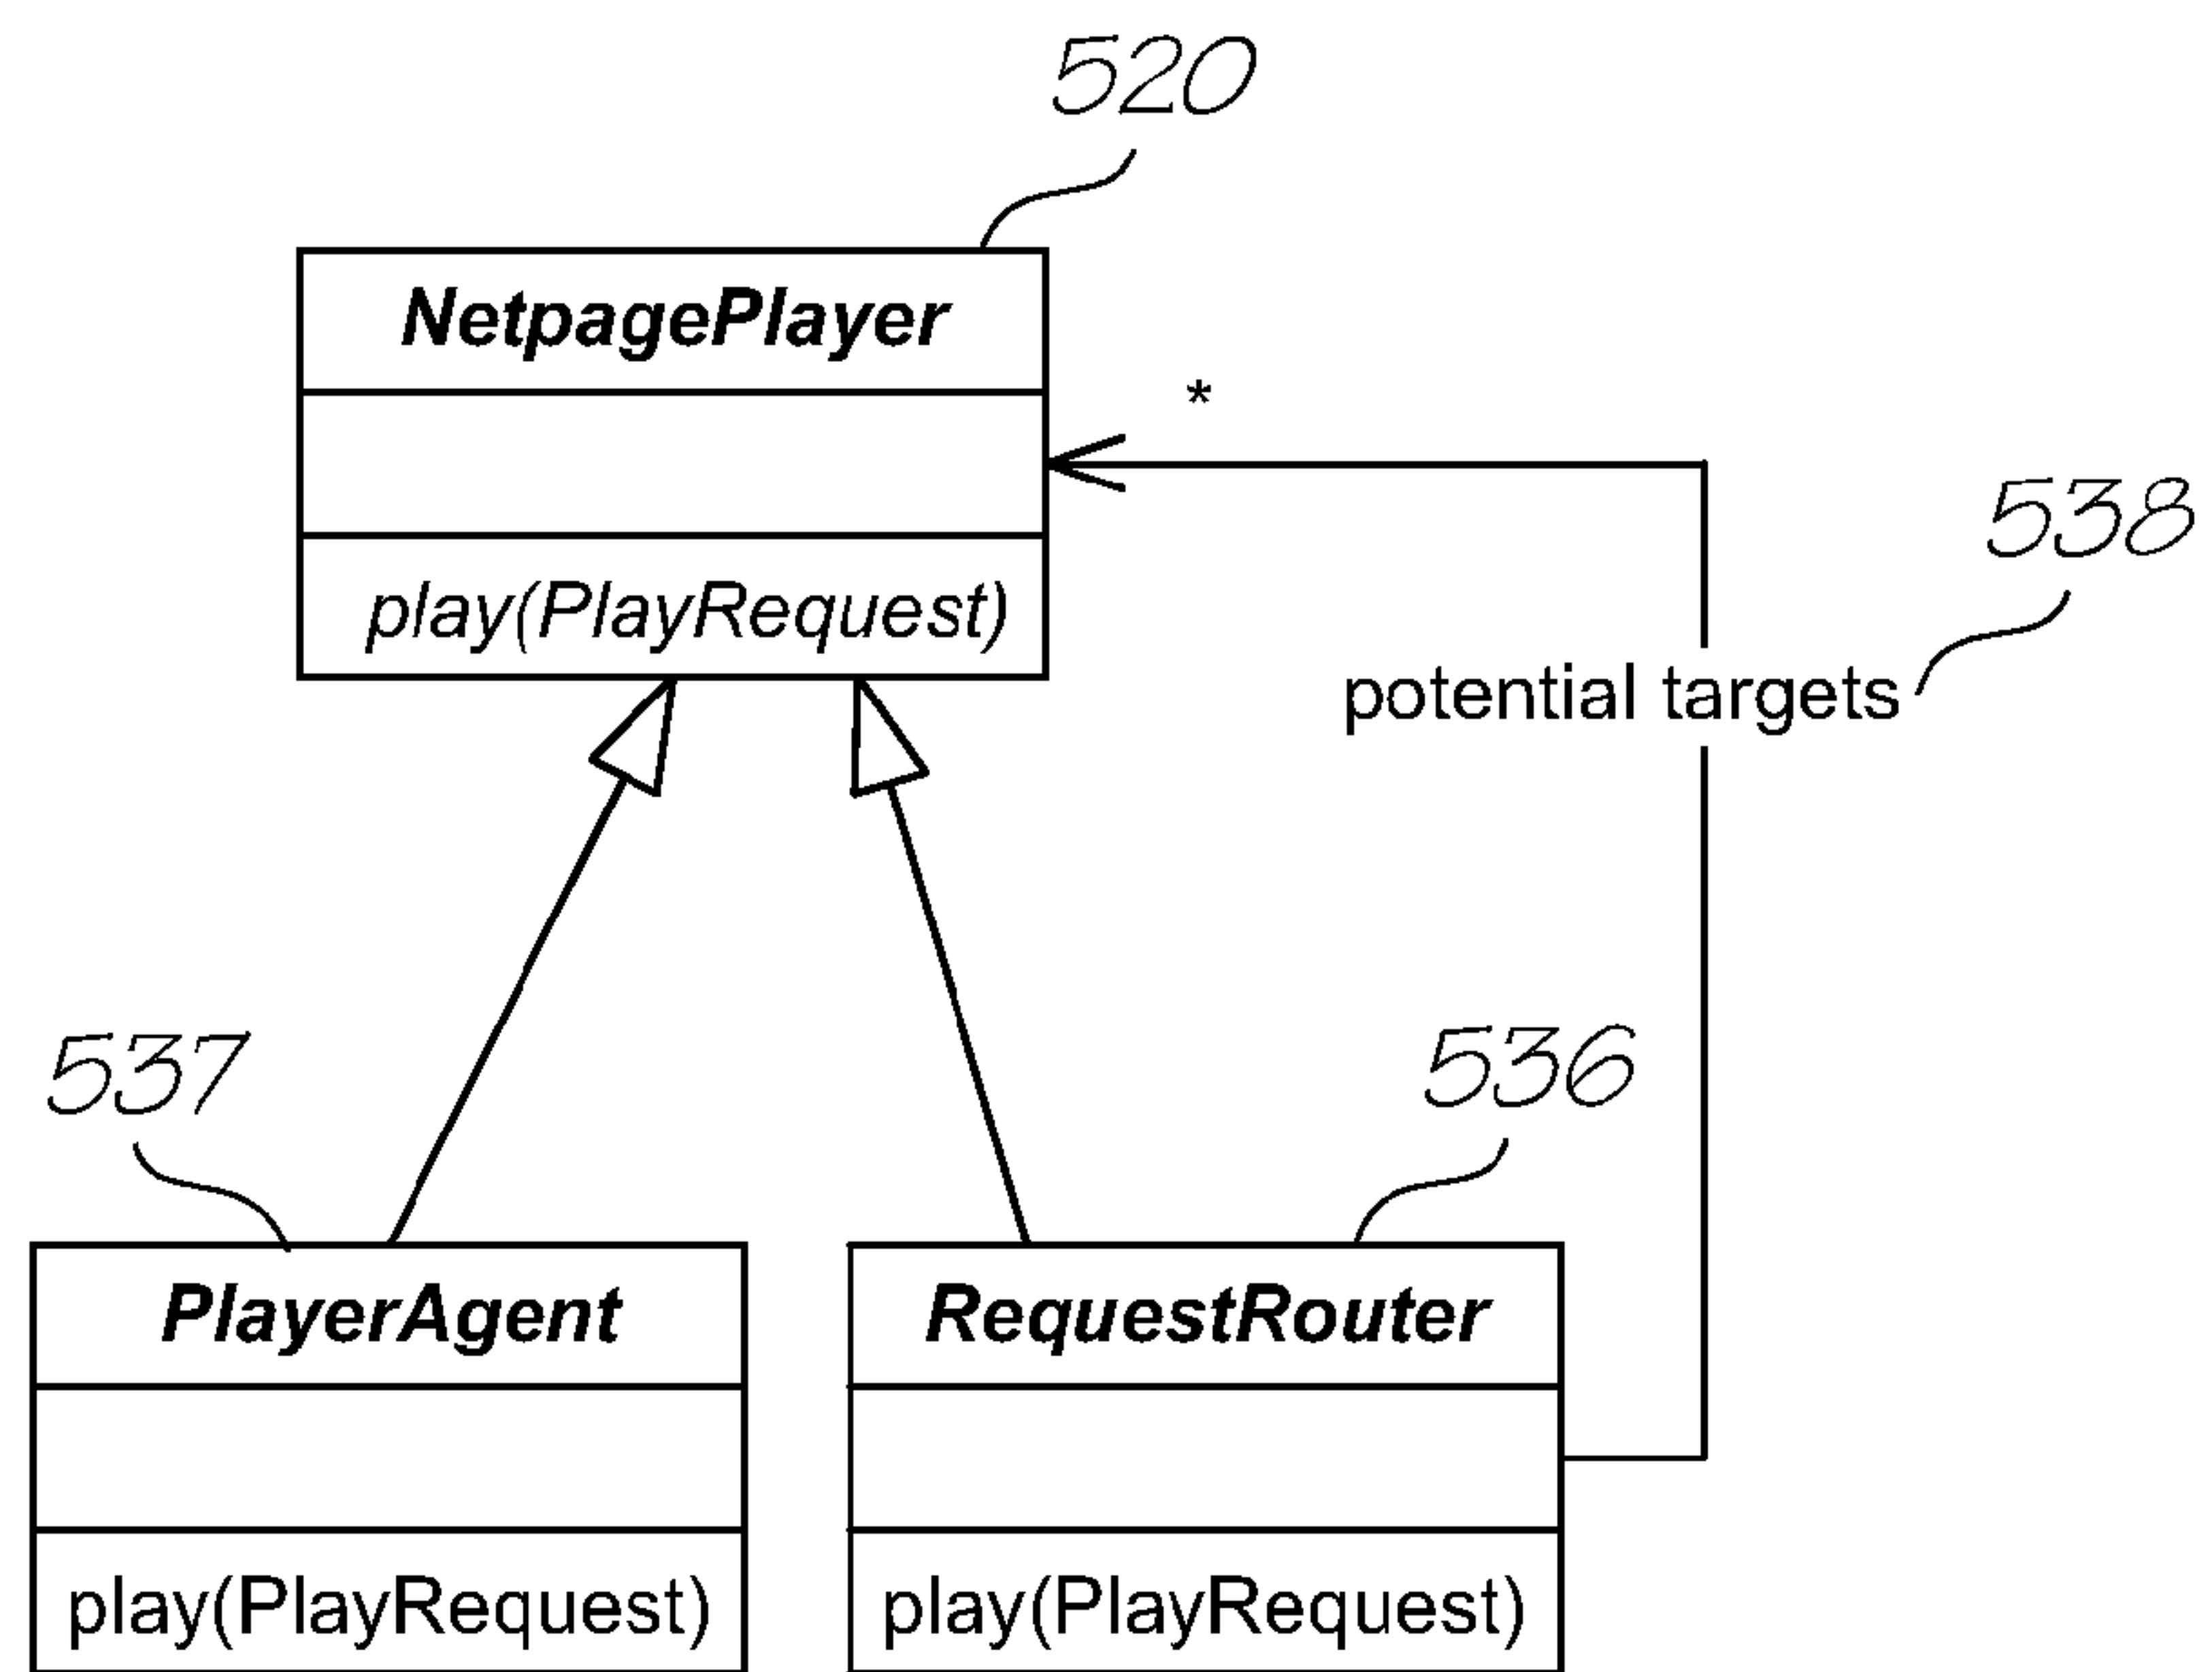 520
NetpagePlayer
*
538
play(PlayRequest)
potential targets
537
536
PlayerAgent
RequestRouter
play(PlayRequest)
play(PlayRequest)